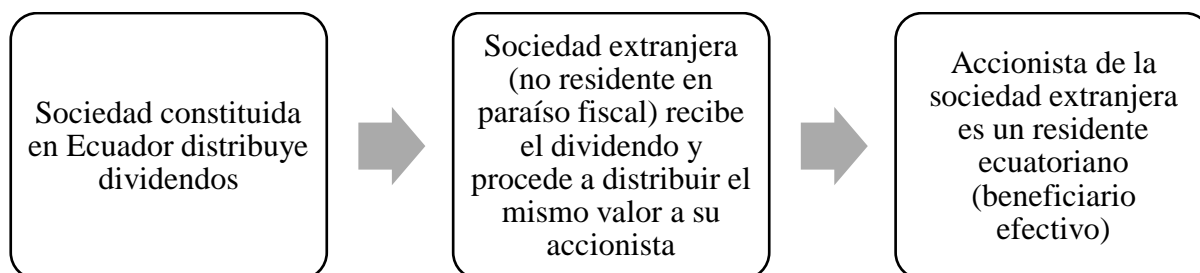 Sociedad constituida
en Ecuador distribuye
dividendos
Sociedad extranjera
(no residente en
paraíso fiscal) recibe
el dividendo y
procede a distribuir el
mismo valor a su
accionista
Accionista de la
sociedad extranjera
es un residente
ecuatoriano
(beneficiario
efectivo)